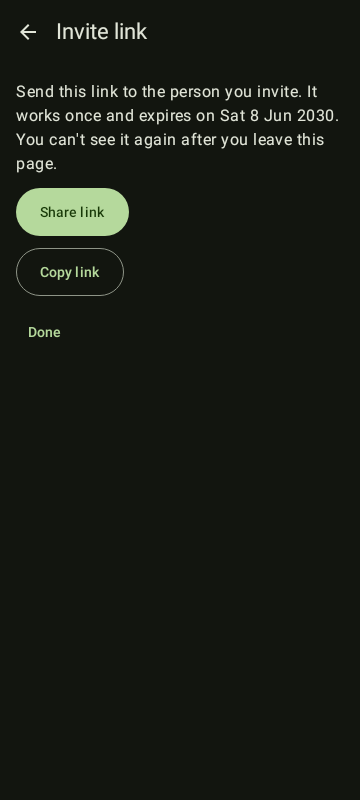 Invite link
Send this link to the person you invite. It
works once and expires on Sat 8 Jun 2030.
You can't see it again after you leave this
page.
Share link
Copy link
Done